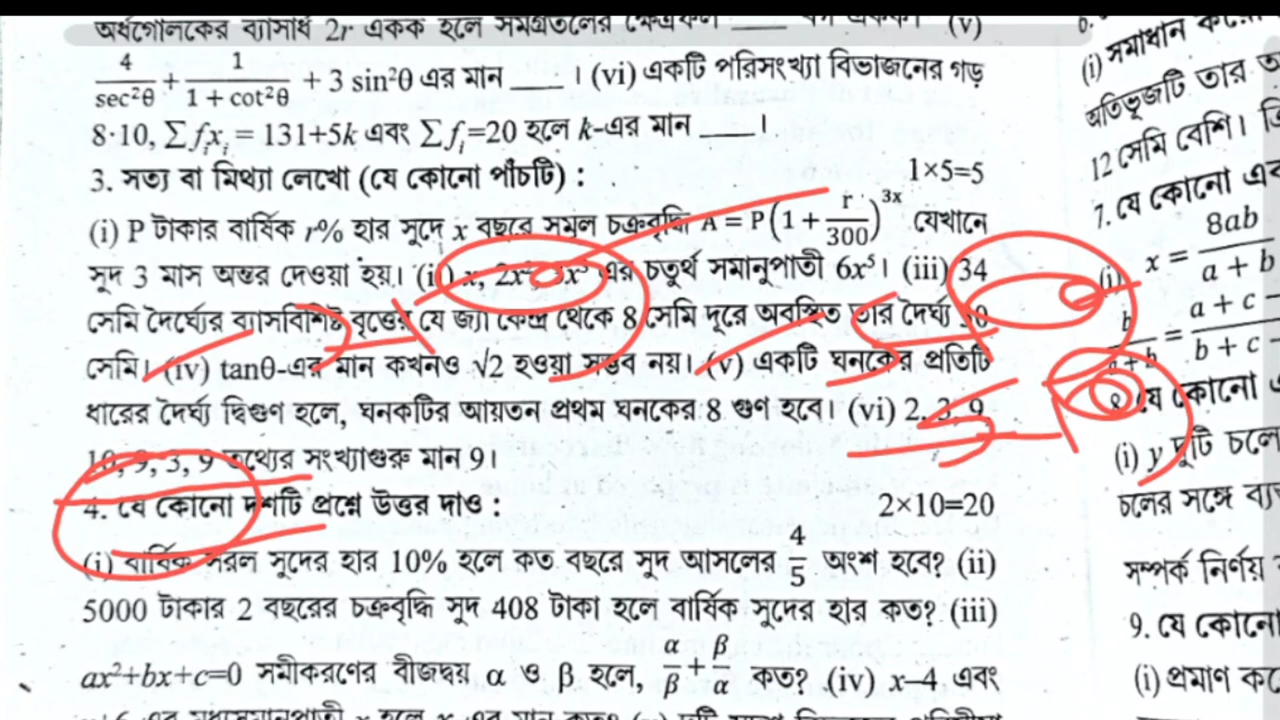 অর্ধগোলকের ব্যাসার্ধ 2r একক হলে সমগ্রতলের ক্ষেত্রফল ____ বর্গ একক। (v)
4/sec²θ + 1/(1 + cot²θ) + 3 sin²θ এর মান ____ । (vi) একটি পরিসংখ্যা বিভাজনের গড়
8·10, ∑fᵢxᵢ = 131+5k এবং ∑fᵢ=20 হলে k-এর মান ____ ।
3. সত্য বা মিথ্যা লেখো (যে কোনো পাঁচটি) : 1×5=5
(i) P টাকার বার্ষিক r% হার সুদে x বছরে সমূল চক্রবৃদ্ধি A = P(1 + r/300)³ˣ যেখানে
সুদ 3 মাস অন্তর দেওয়া হয়। (ii) x, 2x², 3x³ এর চতুর্থ সমানুপাতী 6x⁵। (iii) 34
সেমি দৈর্ঘ্যের ব্যাসবিশিষ্ট বৃত্তের যে জ্যা কেন্দ্র থেকে 8 সেমি দূরে অবস্থিত তার দৈর্ঘ্য 30
সেমি। (iv) tanθ-এর মান কখনও √2 হওয়া সম্ভব নয়। (v) একটি ঘনকের প্রতিটি
ধারের দৈর্ঘ্য দ্বিগুণ হলে, ঘনকটির আয়তন প্রথম ঘনকের 8 গুণ হবে। (vi) 2, 3, 9,
10, 9, 3, 9 তথ্যের সংখ্যাগুরু মান 9।
4. যে কোনো দশটি প্রশ্নে উত্তর দাও : 2×10=20
(i) বার্ষিক সরল সুদের হার 10% হলে কত বছরে সুদ আসলের 4/5 অংশ হবে? (ii)
5000 টাকার 2 বছরের চক্রবৃদ্ধি সুদ 408 টাকা হলে বার্ষিক সুদের হার কত? (iii)
ax²+bx+c=0 সমীকরণের বীজদ্বয় α ও β হলে, α/β + β/α কত? (iv) x–4 এবং
(i) সমাধান
অতিভুজটি তার
12 সেমি বেশি।
7. যে কোনো
(i) x = 8ab/(a + b)
a + c
b + c
যে কোনো
(i) y দুটি
চলের সঙ্গে
সম্পর্ক নির্ণয়
9. যে কোনো
(i) প্রমাণ